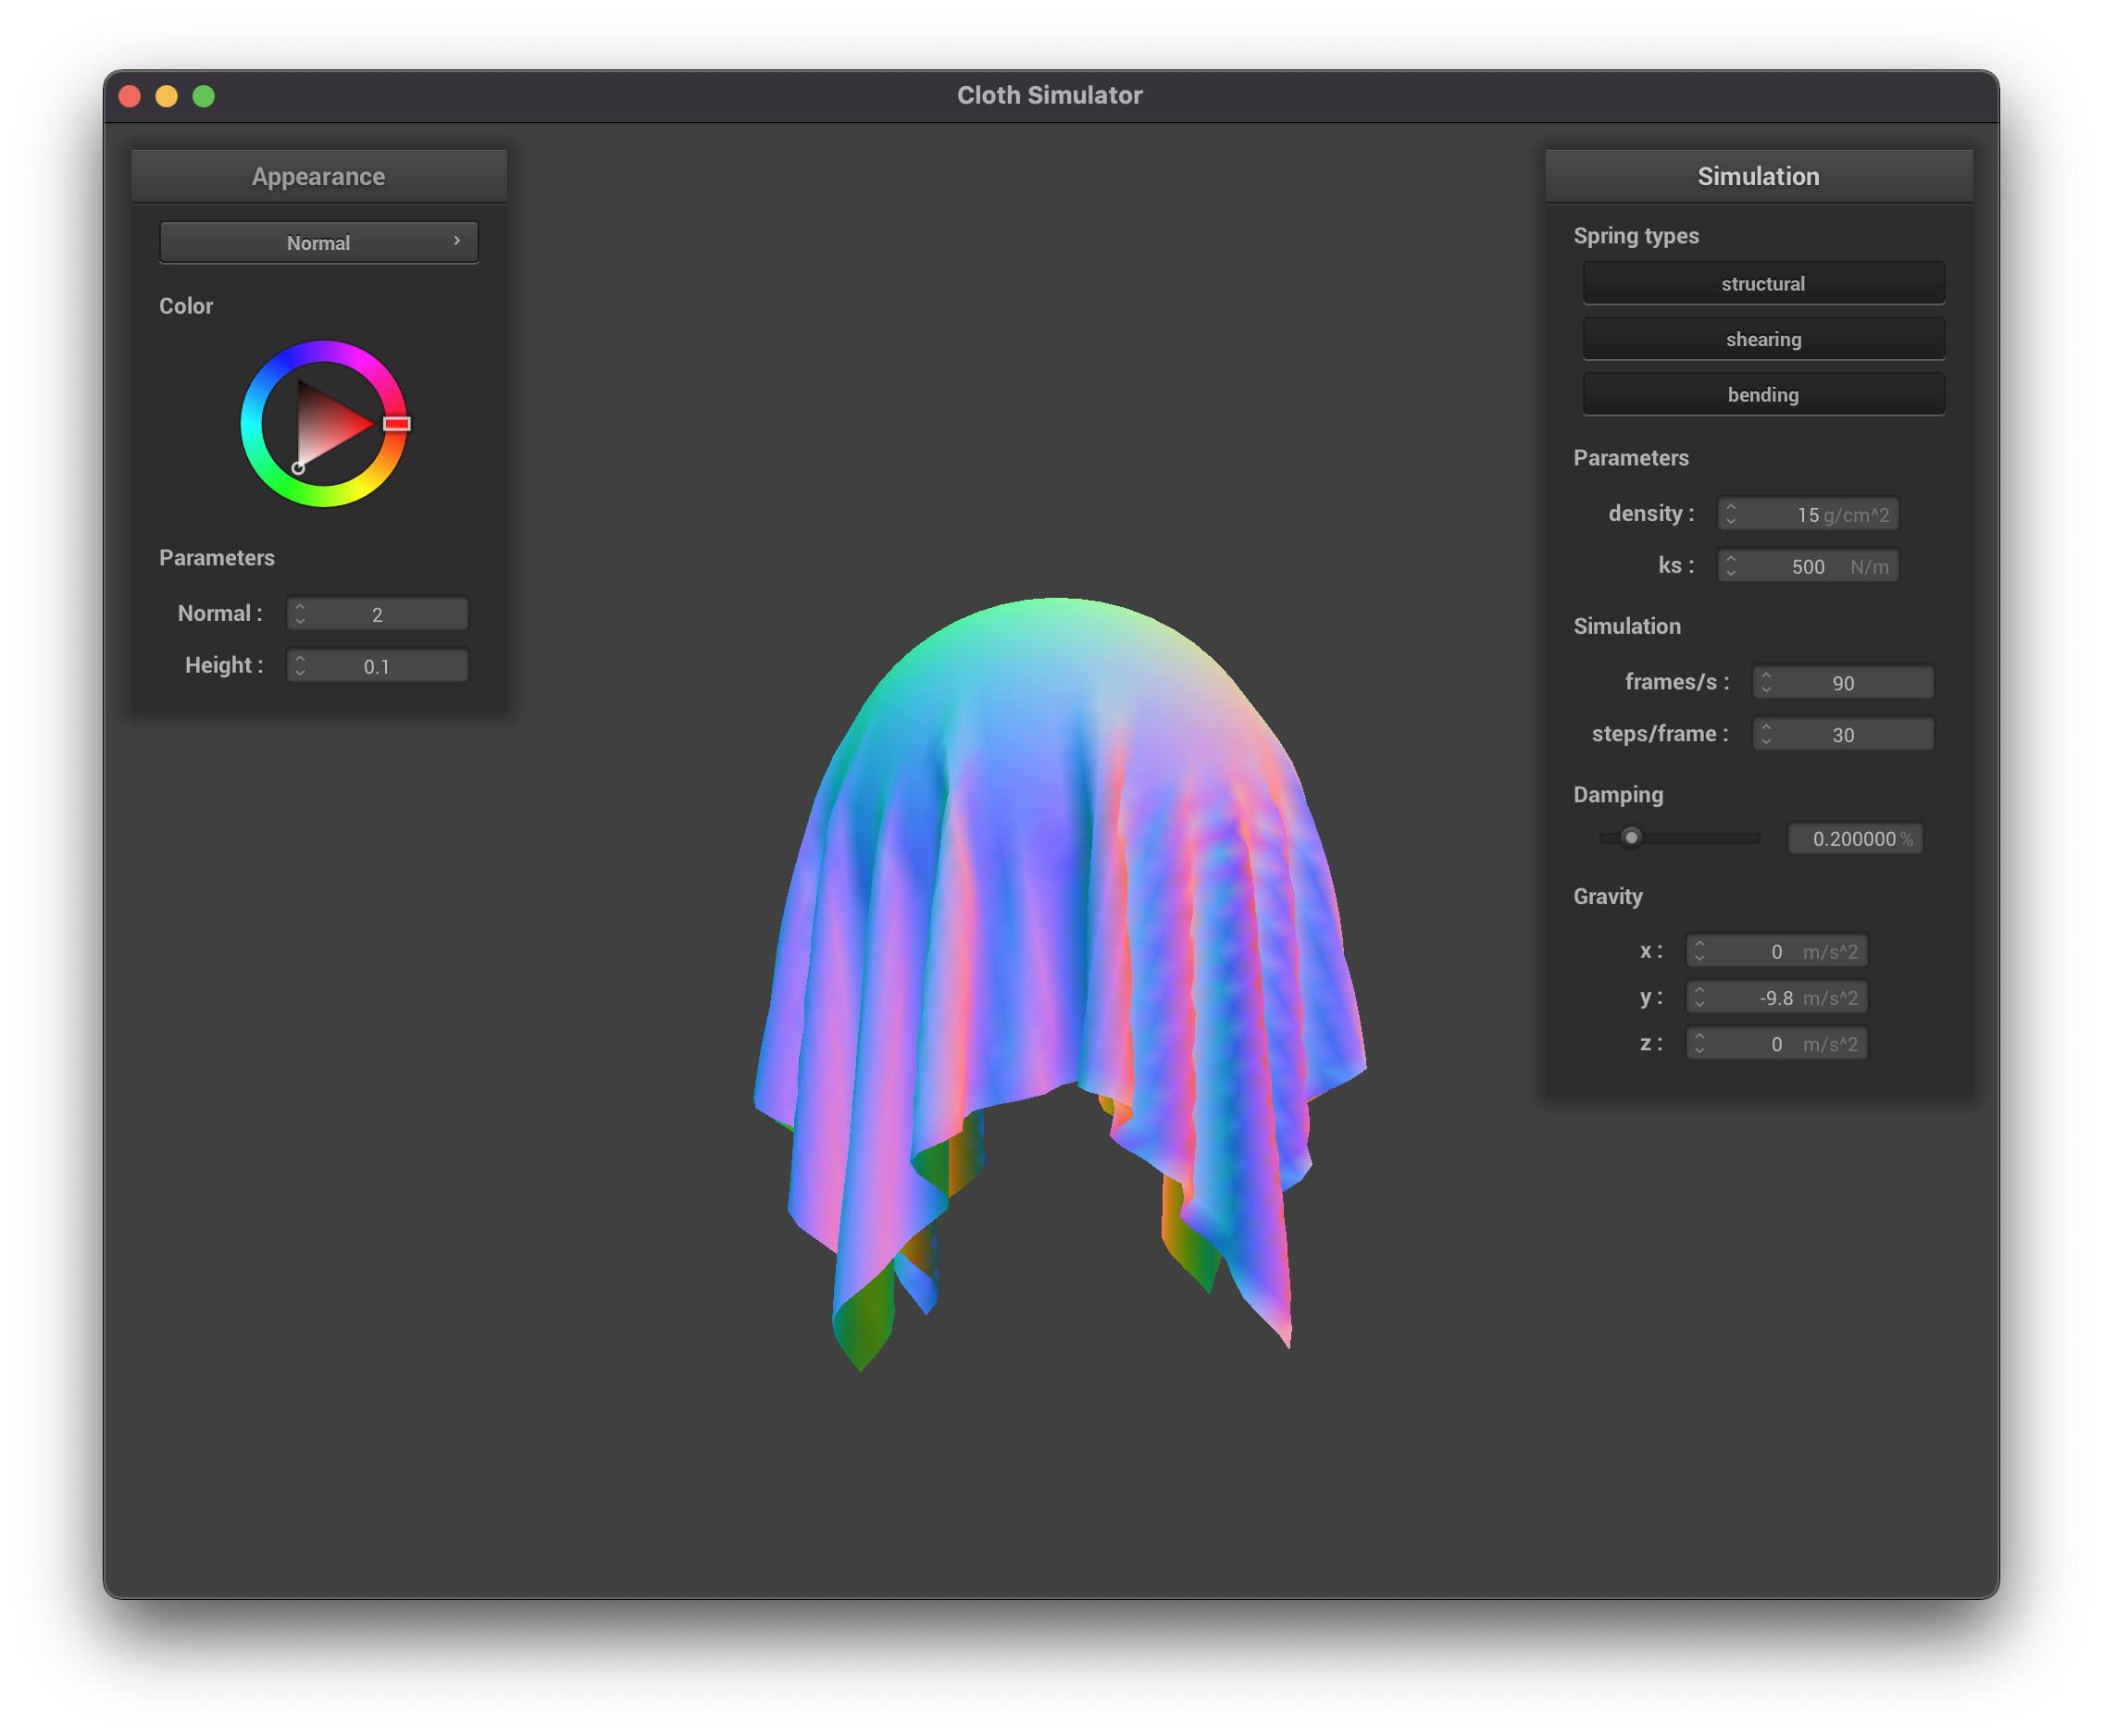 Cloth Simulator
Appearance
Normal
Color
Parameters
Normal : 2
Height : 0.1
Simulation
Spring types
structural
shearing
bending
Parameters
density : 15 g/cm^2
ks : 500 N/m
Simulation
frames/s : 90
steps/frame : 30
Damping
0.200000 %
Gravity
x : 0 m/s^2
y : -9.8 m/s^2
z : 0 m/s^2